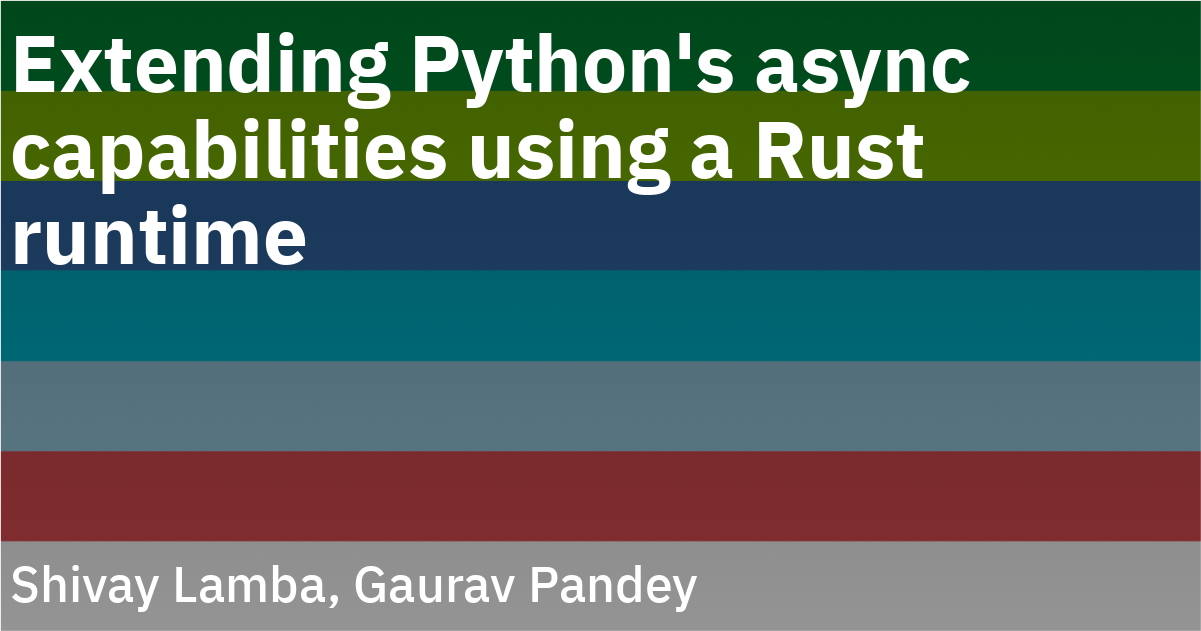 Extending Python's async
capabilities using a Rust
runtime
Shivay Lamba, Gaurav Pandey